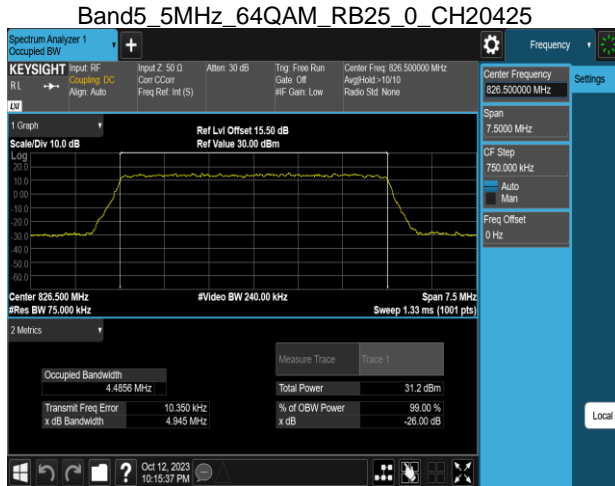 Band5_5MHz_64QAM_RB25_0_CH20425
Spectrum Analyzer 1
Occupied BW
Frequency
KEYSIGHT
Input: RF
Input Z: 50 Ω
Atten: 30 dB
Trig: Free Run
Center Freq: 826.500000 MHz
RL
Coupling: DC
Corr CCorr
Gate: Off
Avg|Hold:>10/10
Align: Auto
Freq Ref: Int (S)
#IF Gain: Low
Radio Std: None
LXI
Center Frequency
826.500000 MHz
Settings
Span
7.5000 MHz
CF Step
750.000 kHz
Auto
Man
Freq Offset
0 Hz
Local
1 Graph
Ref Lvl Offset 15.50 dB
Scale/Div 10.0 dB
Ref Value 30.00 dBm
Log
20.0
10.0
0.00
-10.0
-20.0
-30.0
-40.0
-50.0
-60.0
Center 826.500 MHz
#Video BW 240.00 kHz
Span 7.5 MHz
#Res BW 75.000 kHz
Sweep 1.33 ms (1001 pts)
2 Metrics
Measure Trace
Trace 1
Occupied Bandwidth
4.4856 MHz
Total Power
31.2 dBm
Transmit Freq Error
10.350 kHz
% of OBW Power
99.00 %
x dB Bandwidth
4.945 MHz
x dB
-26.00 dB
?
Oct 12, 2023
10:15:37 PM